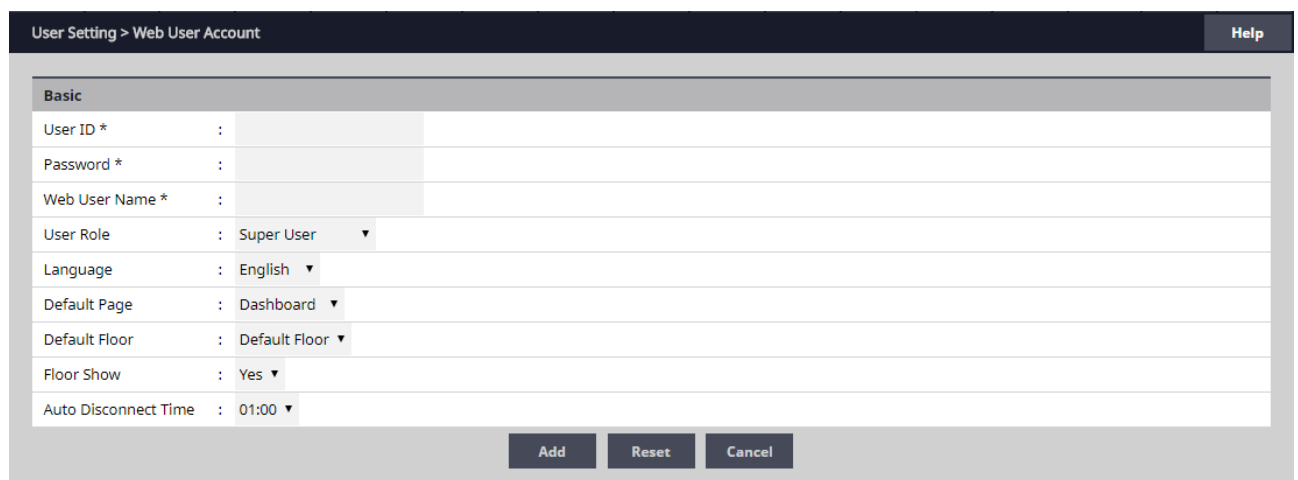 User Setting > Web User Account Help
Basic
User ID * :
Password * :
Web User Name * :
User Role : Super User ▼
Language : English ▼
Default Page : Dashboard ▼
Default Floor : Default Floor ▼
Floor Show : Yes ▼
Auto Disconnect Time : 01:00 ▼
Add Reset Cancel